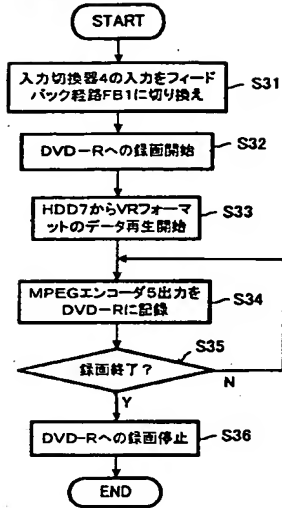 START
入力切換器4の入力をフィード
バック経路FB1に切り換え
S31
DVD-Rへの録画開始
S32
HDD7からVRフォーマ
ットのデータ再生開始
S33
MPEGエンコーダ5出力を
DVD-Rに記録
S34
録画終了?
S35
N
Y
DVD-Rへの録画停止
S36
END